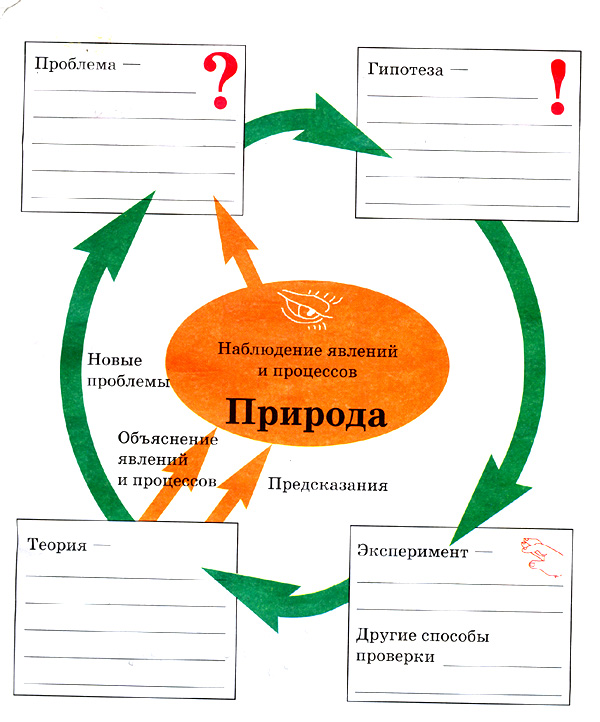 Проблема —
?
Гипотеза —
!
Наблюдение явлений
и процессов
Природа
Новые
проблемы
Объяснение
явлений
и процессов
Предсказания
Теория —
Эксперимент —
Другие способы
проверки